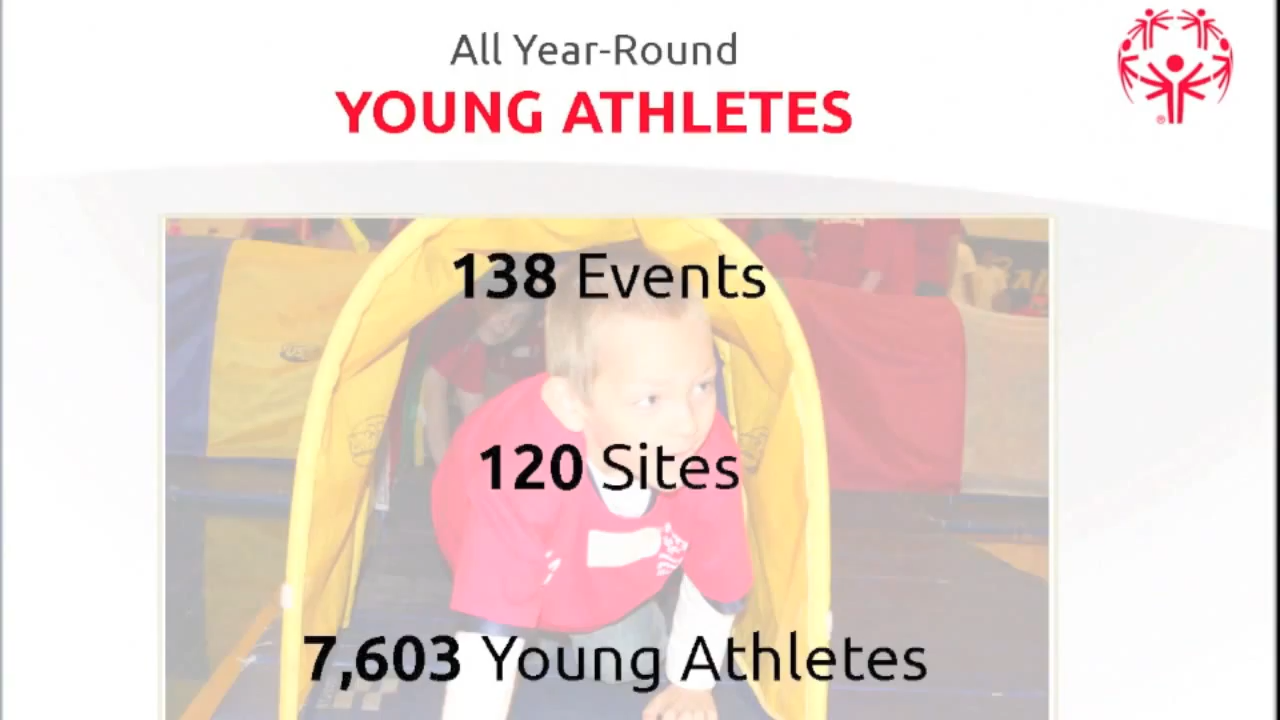 All Year-Round
YOUNG ATHLETES
138 Events
120 Sites
7,603 Young Athletes